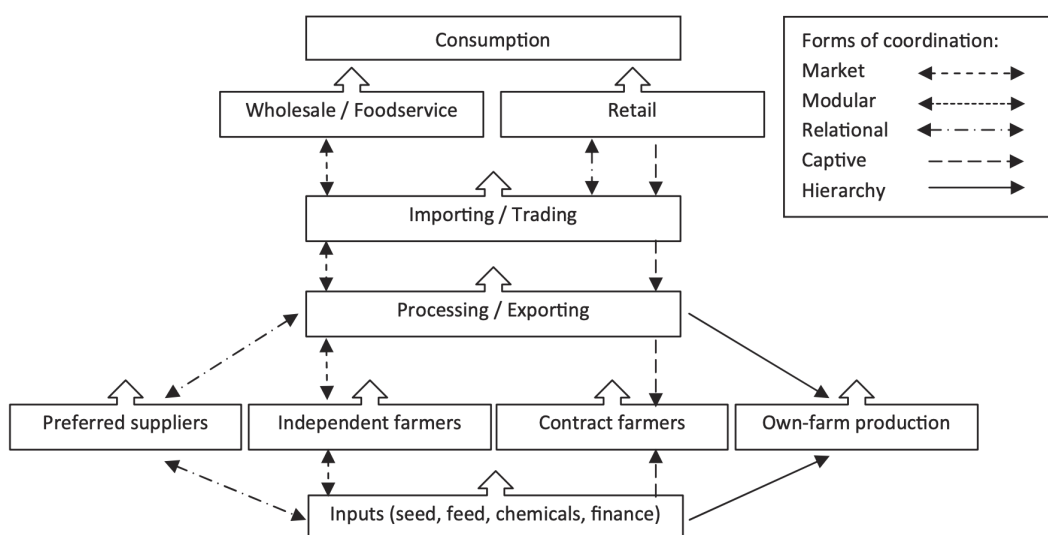 Consumption
Wholesale / Foodservice
Retail
Importing / Trading
Processing / Exporting
Preferred suppliers
Independent farmers
Contract farmers
Own-farm production
Inputs (seed, feed, chemicals, finance)
Forms of coordination:
Market
Modular
Relational
Captive
Hierarchy